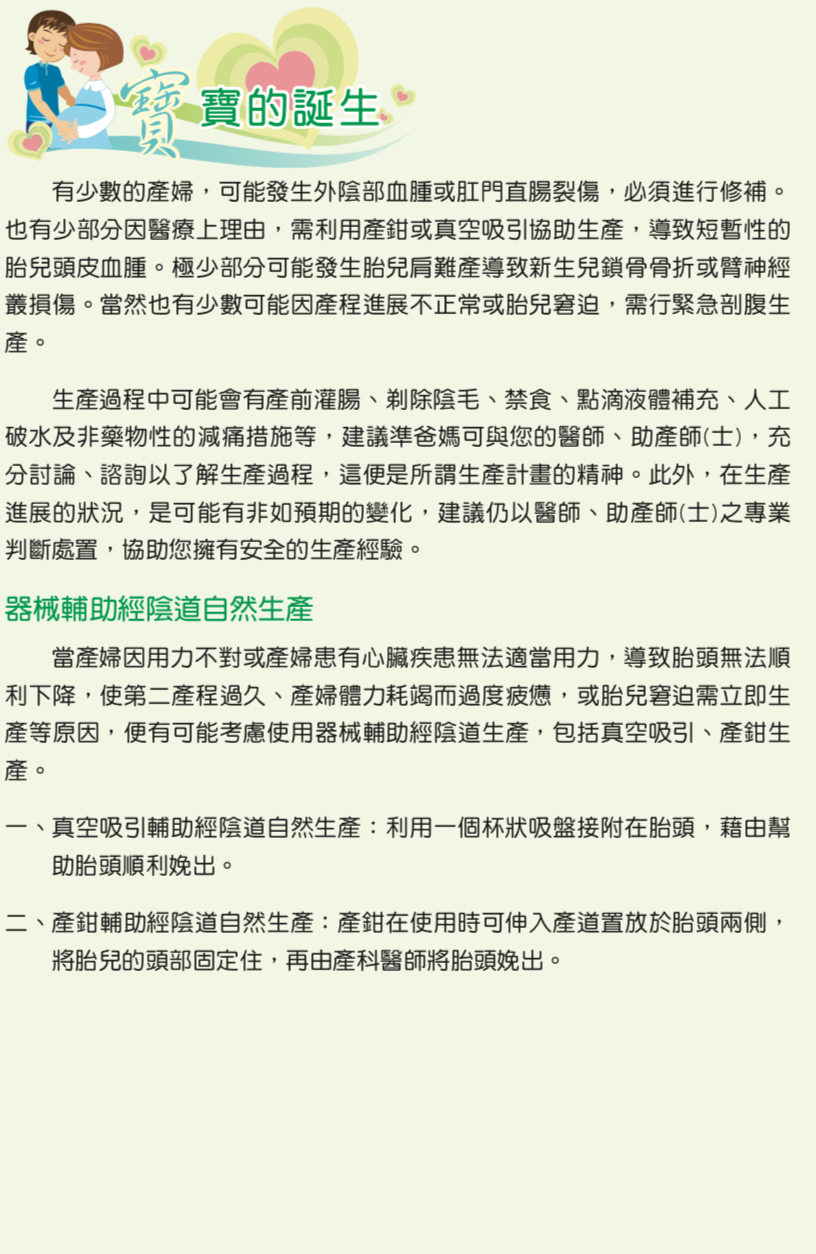 寶寶的誕生
有少數的產婦，可能發生外陰部血腫或肛門直腸裂傷，必須進行修補。
也有少部分因醫療上理由，需利用產鉗或真空吸引協助生產，導致短暫性的
胎兒頭皮血腫。極少部分可能發生胎兒肩難產導致新生兒鎖骨骨折或臂神經
叢損傷。當然也有少數可能因產程進展不正常或胎兒窘迫，需行緊急剖腹生
產。
生產過程中可能會有產前灌腸、剃除陰毛、禁食、點滴液體補充、人工
破水及非藥物性的減痛措施等，建議準爸媽可與您的醫師、助產師(士)，充
分討論、諮詢以了解生產過程，這便是所謂生產計畫的精神。此外，在生產
進展的狀況，是可能有非如預期的變化，建議仍以醫師、助產師(士)之專業
判斷處置，協助您擁有安全的生產經驗。
器械輔助經陰道自然生產
當產婦因用力不對或產婦患有心臟疾患無法適當用力，導致胎頭無法順
利下降，使第二產程過久、產婦體力耗竭而過度疲憊，或胎兒窘迫需立即生
產等原因，便有可能考慮使用器械輔助經陰道生產，包括真空吸引、產鉗生
產。
一、真空吸引輔助經陰道自然生產：利用一個杯狀吸盤接附在胎頭，藉由幫
助胎頭順利娩出。
二、產鉗輔助經陰道自然生產：產鉗在使用時可伸入產道置放於胎頭兩側，
將胎兒的頭部固定住，再由產科醫師將胎頭娩出。